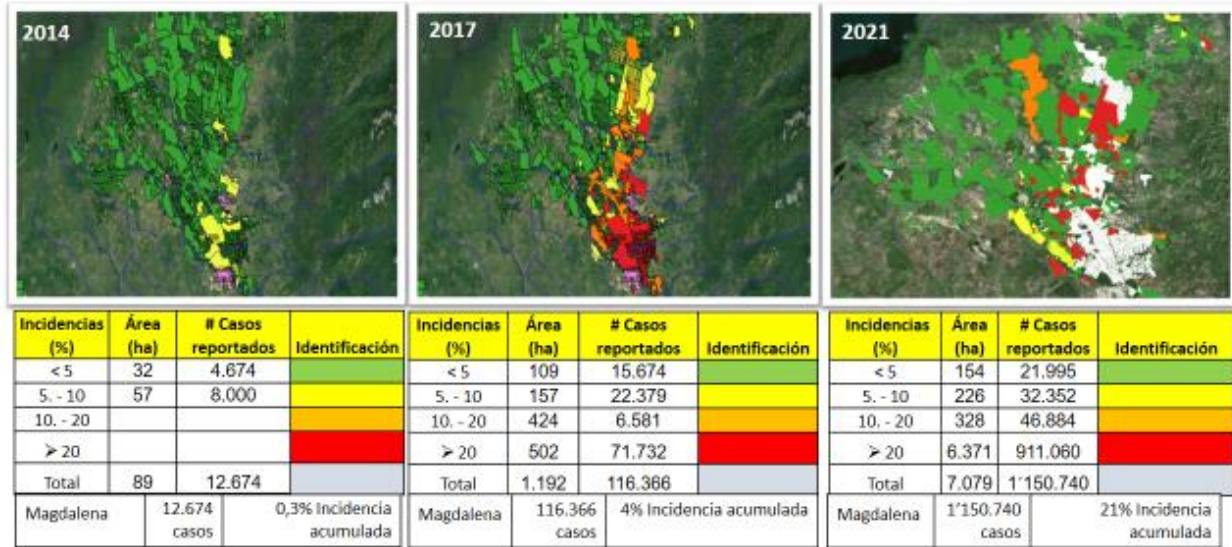 2014
2017
2021
Incidencias (%) Área (ha) # Casos reportados Identificación
< 5 32 4.674
5. - 10 57 8.000
10. - 20
➢ 20
Total 89 12.674
Magdalena 12.674 casos 0,3% Incidencia acumulada
Incidencias (%) Área (ha) # Casos reportados Identificación
< 5 109 15.674
5. - 10 157 22.379
10. - 20 424 6.581
➢ 20 502 71.732
Total 1.192 116.366
Magdalena 116.366 casos 4% Incidencia acumulada
Incidencias (%) Área (ha) # Casos reportados Identificación
< 5 154 21.995
5. - 10 226 32.352
10. - 20 328 46.884
➢ 20 6.371 911.060
Total 7.079 1'150.740
Magdalena 1'150.740 casos 21% Incidencia acumulada